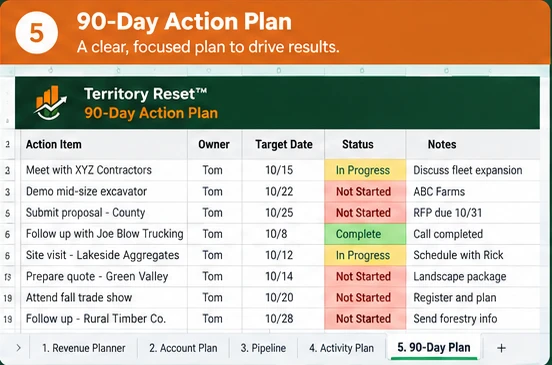 5
90-Day Action Plan
A clear, focused plan to drive results.
Territory Reset™
90-Day Action Plan
2 Action Item Owner Target Date Status Notes
2 Meet with XYZ Contractors Tom 10/15 In Progress Discuss fleet expansion
3 Demo mid-size excavator Tom 10/22 Not Started ABC Farms
5 Submit proposal - County Tom 10/25 Not Started RFP due 10/31
6 Follow up with Joe Blow Trucking Tom 10/8 Complete Call completed
6 Site visit - Lakeside Aggregates Tom 10/12 In Progress Schedule with Rick
Prepare quote - Green Valley Tom 10/14 Not Started Landscape package
19 Attend fall trade show Tom 10/20 Not Started Register and plan
19 Follow up - Rural Timber Co. Tom 10/28 Not Started Send forestry info
1. Revenue Planner 2. Account Plan 3. Pipeline 4. Activity Plan 5. 90-Day Plan +